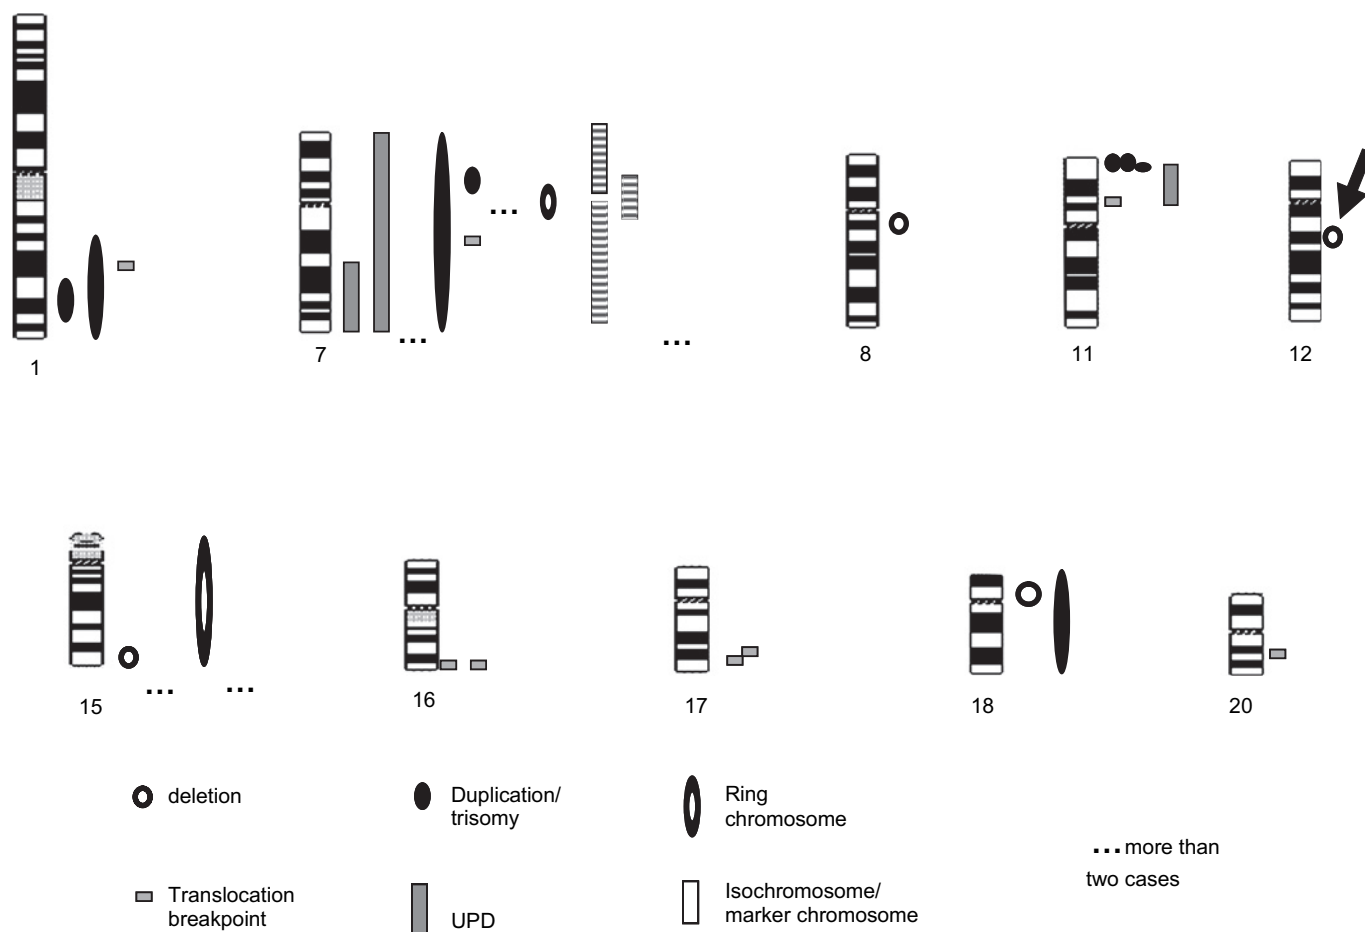 1
7
...
...
...
8
11
12
15
...
...
16
17
18
20
deletion
Duplication/
trisomy
Ring
chromosome
...more than
two cases
Translocation
breakpoint
UPD
Isochromosome/
marker chromosome